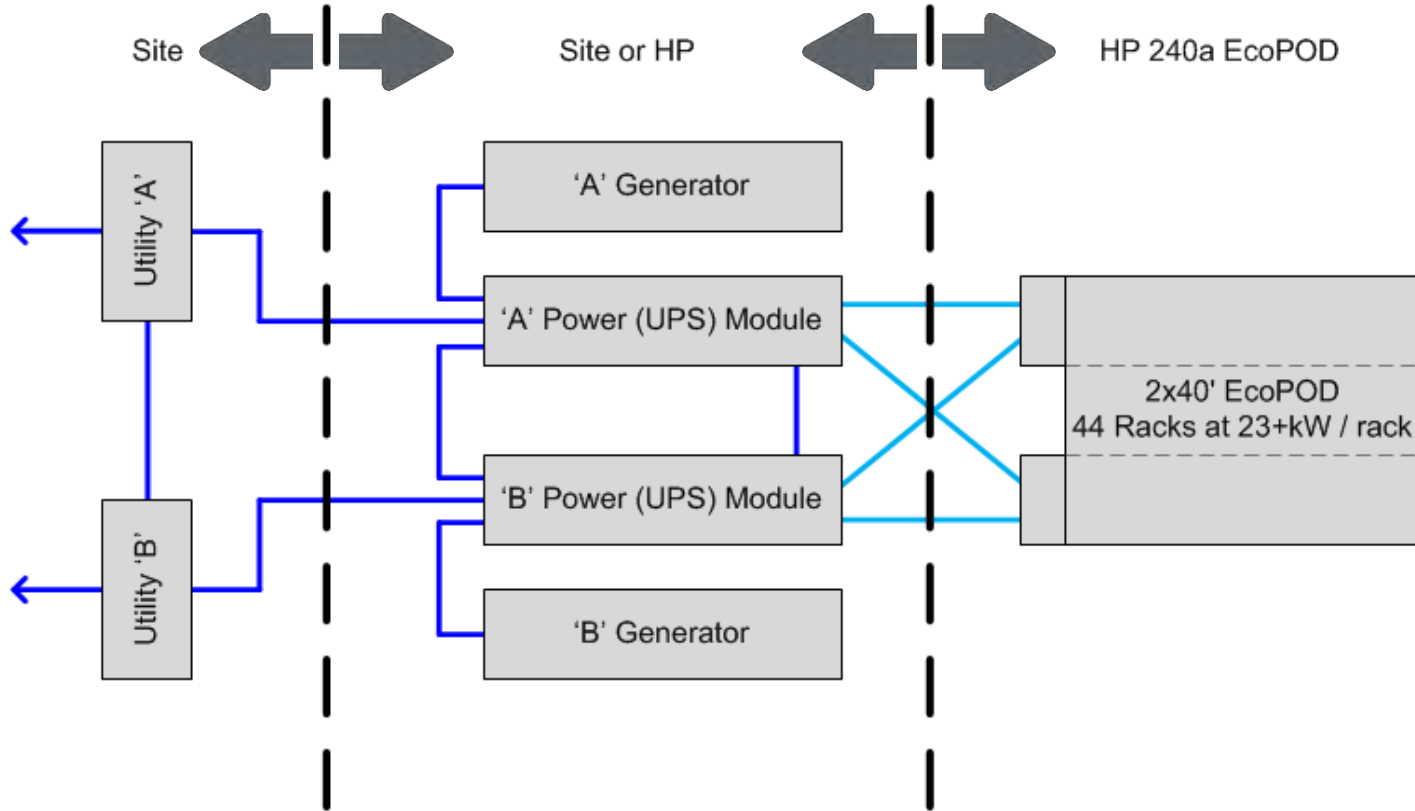 Site
Site or HP
HP 240a EcoPOD
Utility ‘A’
‘A’ Generator
‘A’ Power (UPS) Module
2x40' EcoPOD
44 Racks at 23+kW / rack
‘B’ Power (UPS) Module
Utility ‘B’
‘B’ Generator